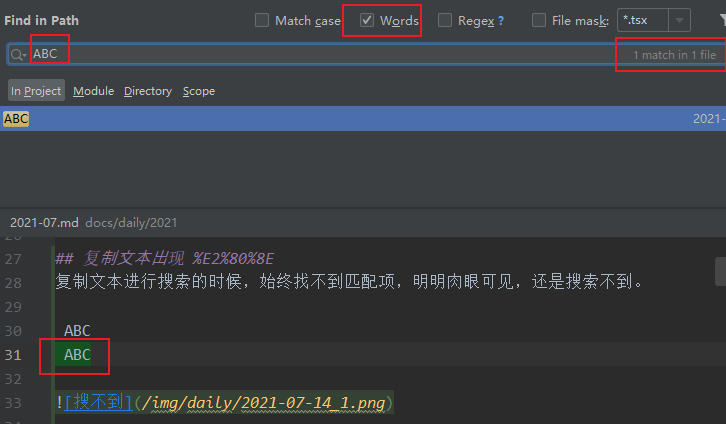 Find in Path
Match case
Words
Regex ?
File mask:
*.tsx
ABC
1 match in 1 file
In Project Module Directory Scope
ABC 2021-
2021-07.md docs/daily/2021
27 ## 复制文本出现 %E2%80%8E
28 复制文本进行搜索的时候，始终找不到匹配项，明明肉眼可见，还是搜索不到。
29
30 ABC
31 ABC
32
33 ![搜不到](/img/daily/2021-07-14_1.png)